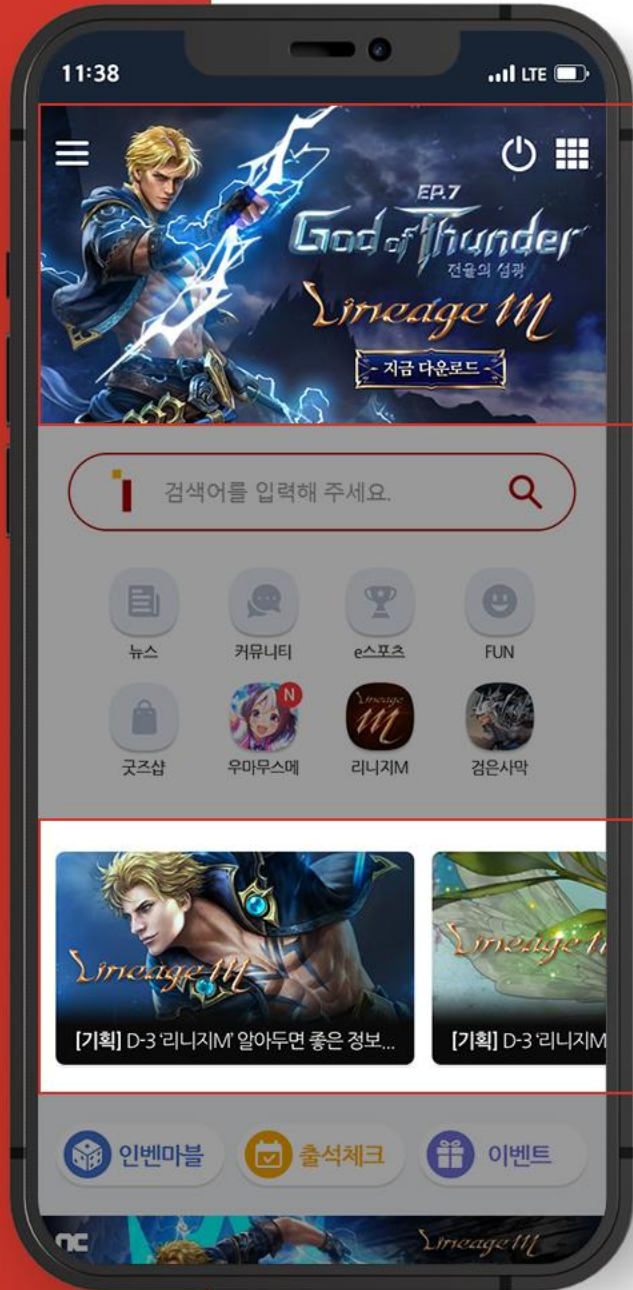 11:38
LTE
EP.7
God of Thunder
전율의 섬광
Lineage M
지금 다운로드
검색어를 입력해 주세요.
뉴스
커뮤니티
e스포츠
FUN
N
Lineage
M
굿즈샵
우마무스메
리니지M
검은사막
Lineage M
Lineage M
[기획] D-3 '리니지M' 알아두면 좋은 정보...
[기획] D-3 '리니지M
인벤마블
출석체크
이벤트
nc
Lineage M